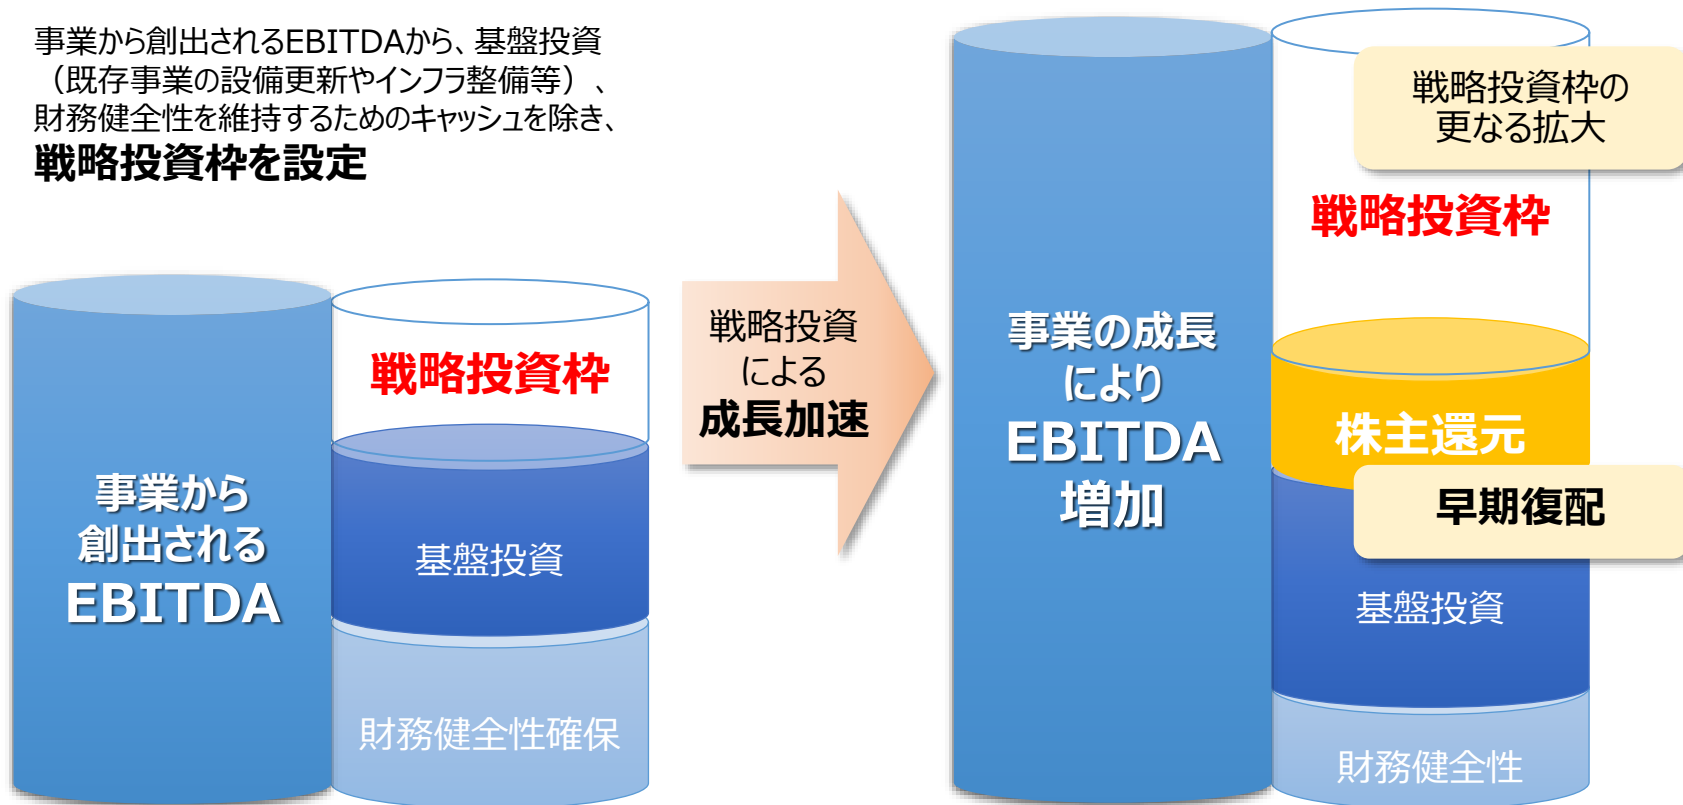 事業から創出されるEBITDAから、基盤投資
（既存事業の設備更新やインフラ整備等）、
財務健全性を維持するためのキャッシュを除き、
戦略投資枠を設定
事業から
創出される
EBITDA
戦略投資枠
基盤投資
財務健全性確保
戦略投資
による
成長加速
事業の成長
により
EBITDA
増加
戦略投資枠の
更なる拡大
戦略投資枠
株主還元
早期復配
基盤投資
財務健全性